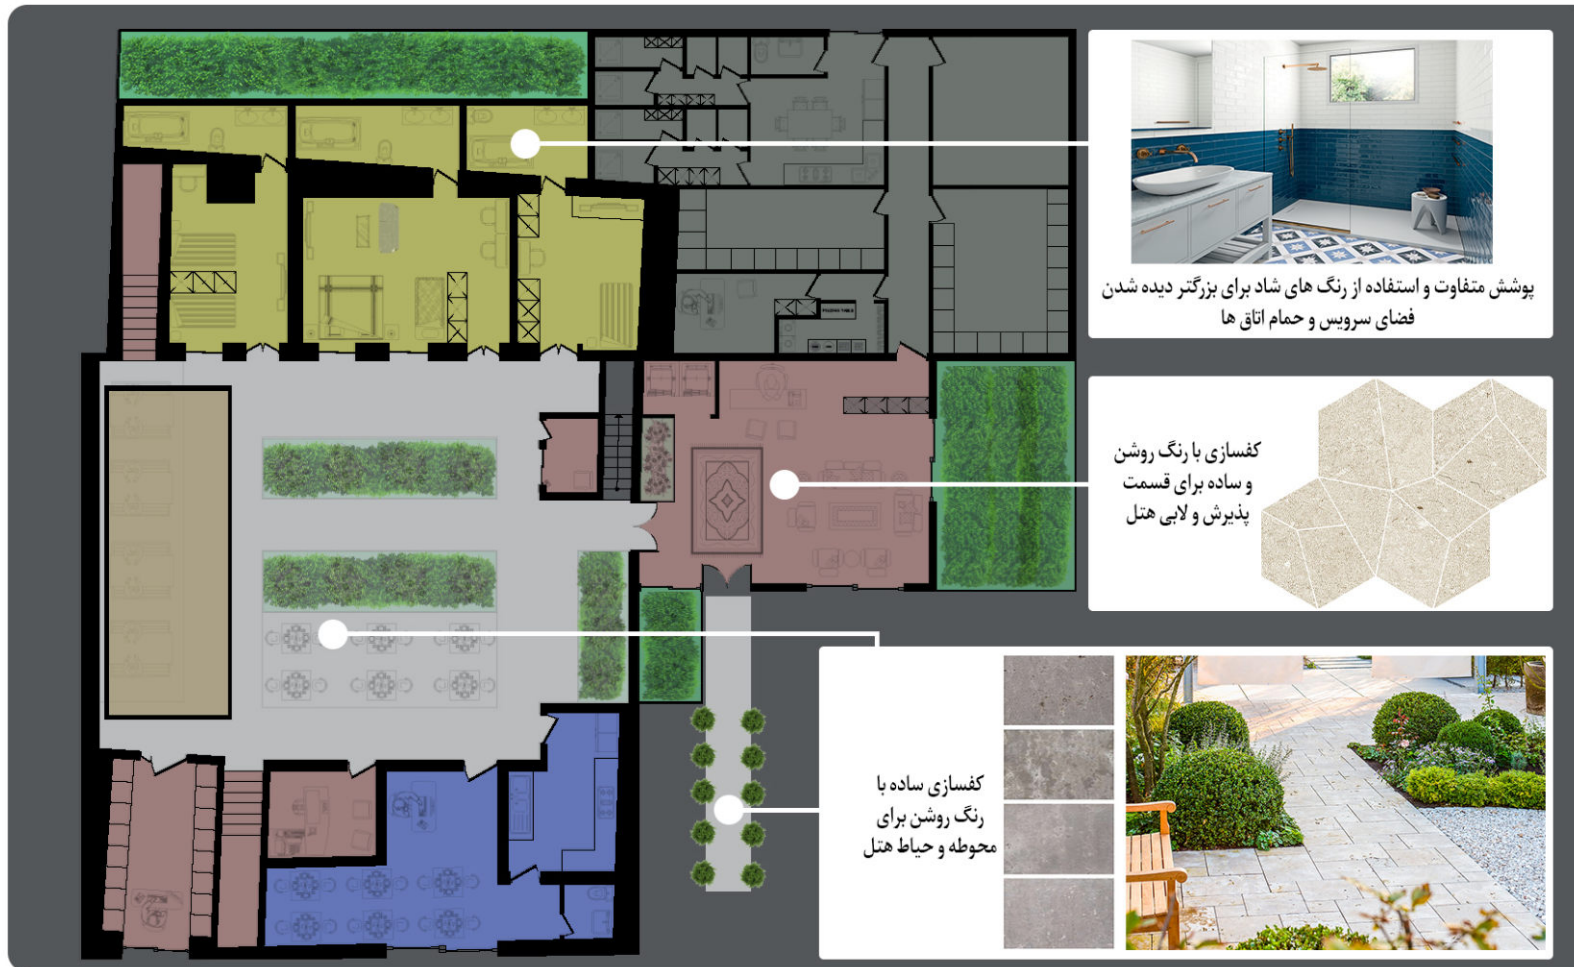 پوشش متفاوت و استفاده از رنگ های شاد برای بزرگتر دیده شدن
فضای سرویس و حمام اتاق ها
کفسازی با رنگ روشن
و ساده برای قسمت
پذیرش و لابی هتل
کفسازی ساده با
رنگ روشن برای
محوطه و حیاط هتل